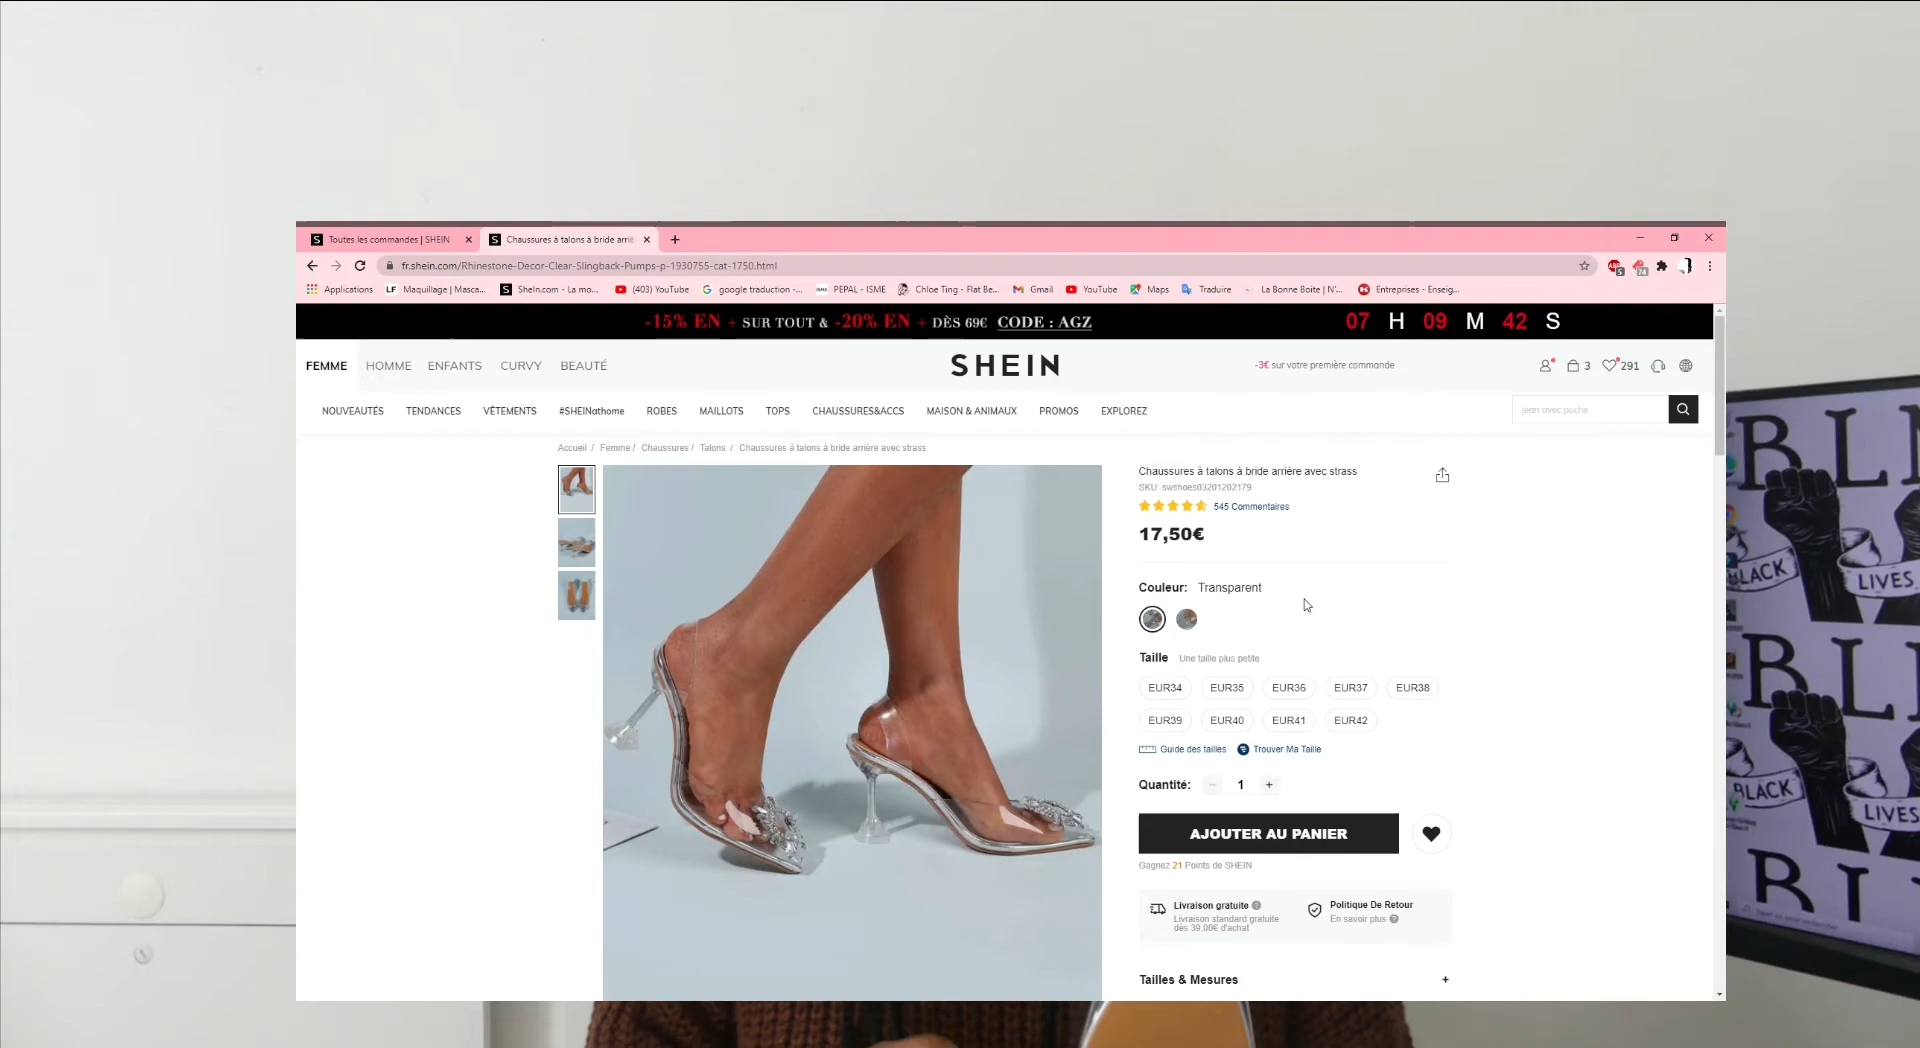 Toutes les commandes | SHEIN
Chaussures à talons à bride arriè
fr.shein.com/Rhinestone-Decor-Clear-Slingback-Pumps-p-1930755-cat-1750.html
Applications
LF Maquillage | Masca...
SheIn.com - La mo...
(403) YouTube
google traduction -...
PEPAL - ISME
Chloe Ting - Flat Be...
Gmail
YouTube
Maps
Traduire
La Bonne Boite | N'...
Entreprises - Enseig...
-15% EN + SUR TOUT & -20% EN + DÈS 69€ CODE : AGZ
07 H 09 M 42 S
FEMME HOMME ENFANTS CURVY BEAUTÉ
SHEIN
-3€ sur votre première commande
3
291
NOUVEAUTÉS TENDANCES VÊTEMENTS #SHEINathome ROBES MAILLOTS TOPS CHAUSSURES&ACCS MAISON & ANIMAUX PROMOS EXPLOREZ
jean avec poche
Accueil / Femme / Chaussures / Talons / Chaussures à talons à bride arrière avec strass
Chaussures à talons à bride arrière avec strass
SKU: swshoes03201202179
545 Commentaires
17,50€
Couleur: Transparent
Taille Une taille plus petite
EUR34 EUR35 EUR36 EUR37 EUR38
EUR39 EUR40 EUR41 EUR42
Guide des tailles Trouver Ma Taille
Quantité: − 1 +
AJOUTER AU PANIER
Gagnez 21 Points de SHEIN
Livraison gratuite
Livraison standard gratuite
dès 39,00€ d'achat
Politique De Retour
En savoir plus
Tailles & Mesures +
BLACK LIVES
BLACK LIVES